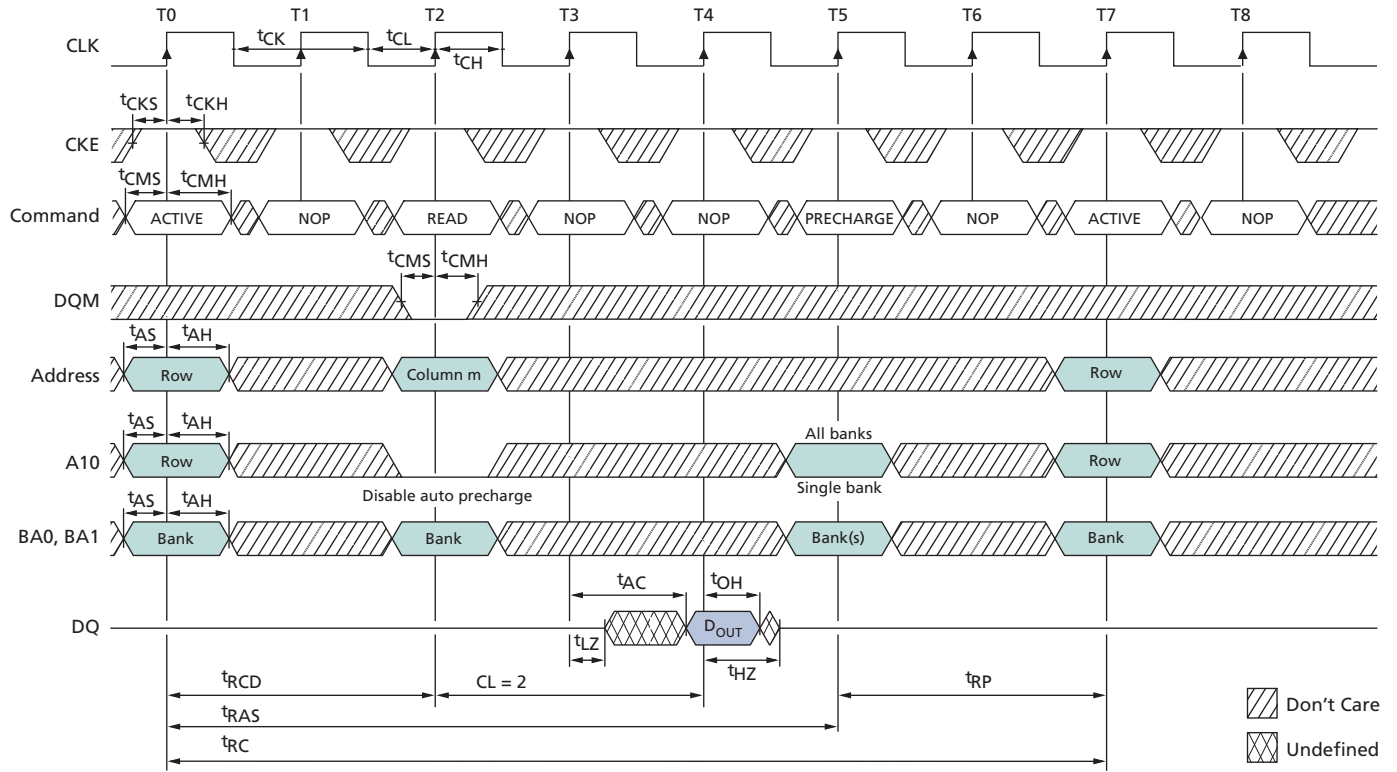 T0 T1 T2 T3 T4 T5 T6 T7 T8
CLK
tCK tCL
tCH
tCKS tCKH
CKE
tCMS tCMH
Command ACTIVE NOP READ NOP NOP PRECHARGE NOP ACTIVE NOP
tCMS tCMH
DQM
tAS tAH
Address Row Column m Row
tAS tAH
All banks
A10 Row Row
Disable auto precharge Single bank
tAS tAH
BA0, BA1 Bank Bank Bank(s) Bank
tAC tOH
DQ DOUT
tLZ tHZ
tRCD CL = 2 tRP
tRAS
tRC
Don't Care
Undefined